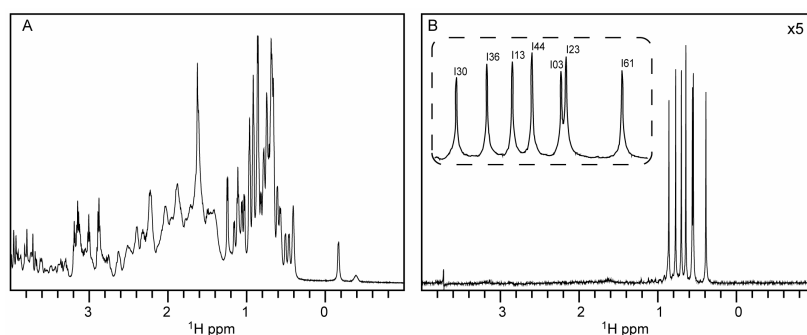 A
B
x5
I30 I36 I13 I44 I03 I23 I61
3 2 1 0
¹H ppm
3 2 1 0
¹H ppm